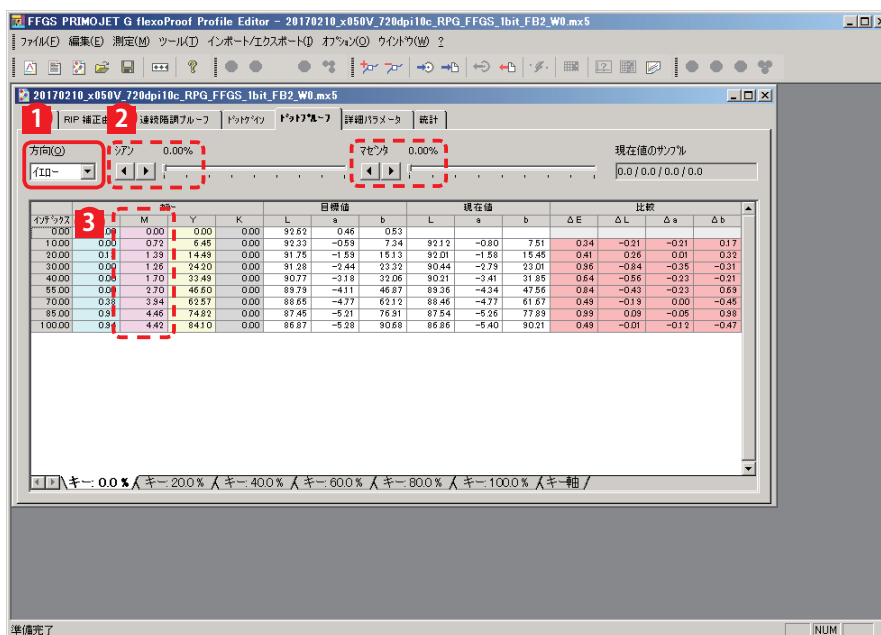 FFGS PRIMOJET G flexoProof Profile Editor - 20170210_x050V_720dpi10c_RPG_FFGS_1bit_FB2_W0.mx5
ファイル(F) 編集(E) 測定(M) ツール(T) インポート/エクスポート(I) オプション(O) ウインドウ(W) ?
20170210_x050V_720dpi10c_RPG_FFGS_1bit_FB2_W0.mx5
1 RIP 補正曲 2 連続階調プルーフ ドットゲイン ドットプルーフ 詳細パラメータ 統計
方向(O) シアン 0.00% マゼンタ 0.00% 現在値のサンプル
イエロー 0.0 / 0.0 / 0.0 / 0.0
3
目標値 現在値 比較
インデックス M Y K L a b L a b ΔE ΔL Δa Δb
0.00 0.00 0.00 0.00 92.62 0.46 0.53
10.00 0.00 0.72 6.45 0.00 92.33 -0.59 7.34 92.12 -0.80 7.51 0.34 -0.21 -0.21 0.17
20.00 0.1 1.39 14.49 0.00 91.75 -1.59 15.13 92.01 -1.58 15.45 0.41 0.26 0.01 0.32
30.00 0.00 1.26 24.20 0.00 91.28 -2.44 23.32 90.44 -2.79 23.01 0.96 -0.84 -0.35 -0.31
40.00 1.70 33.49 0.00 90.77 -3.18 32.06 90.21 -3.41 31.85 0.64 -0.56 -0.23 -0.21
55.00 2.70 46.60 0.00 89.79 -4.11 46.87 89.36 -4.34 47.56 0.84 -0.43 -0.23 0.69
70.00 0.38 3.94 62.57 0.00 88.65 -4.77 62.12 88.46 -4.77 61.67 0.49 -0.19 0.00 -0.45
85.00 0.9 4.46 74.82 0.00 87.45 -5.21 76.91 87.54 -5.26 77.89 0.99 0.09 -0.05 0.98
100.00 0.94 4.42 84.10 0.00 86.87 -5.28 90.68 86.86 -5.40 90.21 0.49 -0.01 -0.12 -0.47
キー: 0.0 % キー: 20.0 % キー: 40.0 % キー: 60.0 % キー: 80.0 % キー: 100.0 % キー軸
準備完了 NUM